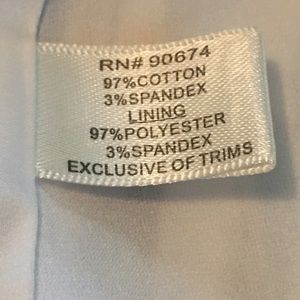 RN# 90674
97%COTTON
3%SPANDEX
LINING
97%POLYESTER
3%SPANDEX
EXCLUSIVE OF TRIMS